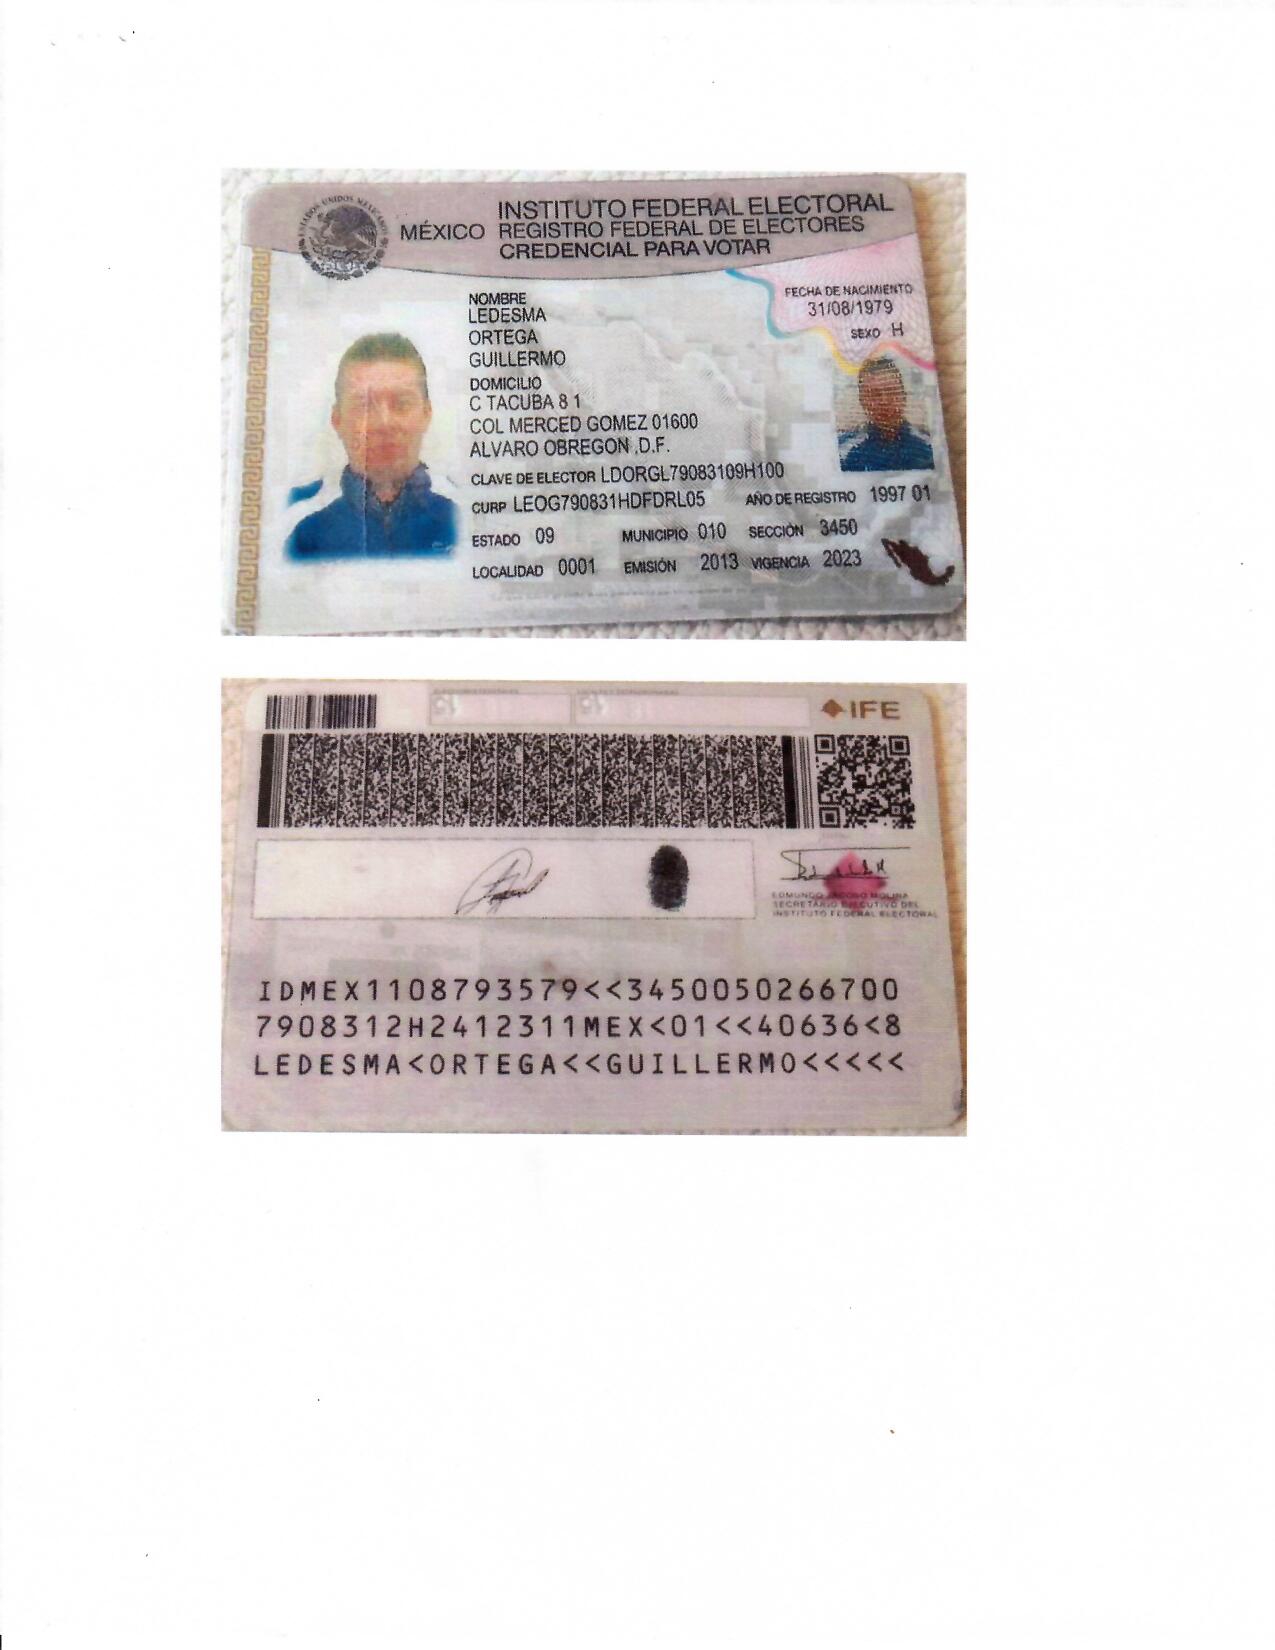 ESTADOS UNIDOS MEXICANOS
MÉXICO
INSTITUTO FEDERAL ELECTORAL
REGISTRO FEDERAL DE ELECTORES
CREDENCIAL PARA VOTAR
FECHA DE NACIMIENTO
31/08/1979
SEXO H
NOMBRE
LEDESMA
ORTEGA
GUILLERMO
DOMICILIO
C TACUBA 8 1
COL MERCED GOMEZ 01600
ALVARO OBREGON ,D.F.
CLAVE DE ELECTOR LDORGL79083109H100
CURP LEOG790831HDFDRL05 AÑO DE REGISTRO 1997 01
ESTADO 09 MUNICIPIO 010 SECCIÓN 3450
LOCALIDAD 0001 EMISIÓN 2013 VIGENCIA 2023
IFE
EDMUNDO JACOBO MOLINA
SECRETARIO EJECUTIVO DEL
INSTITUTO FEDERAL ELECTORAL
IDMEX1108793579<<3450050266700
7908312H2412311MEX<01<<40636<8
LEDESMA<ORTEGA<<GUILLERMO<<<<<